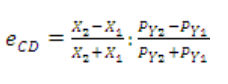 e_CD = (X₂ − X₁)/(X₂ + X₁) : (P_Y2 − P_Y1)/(P_Y2 + P_Y1)